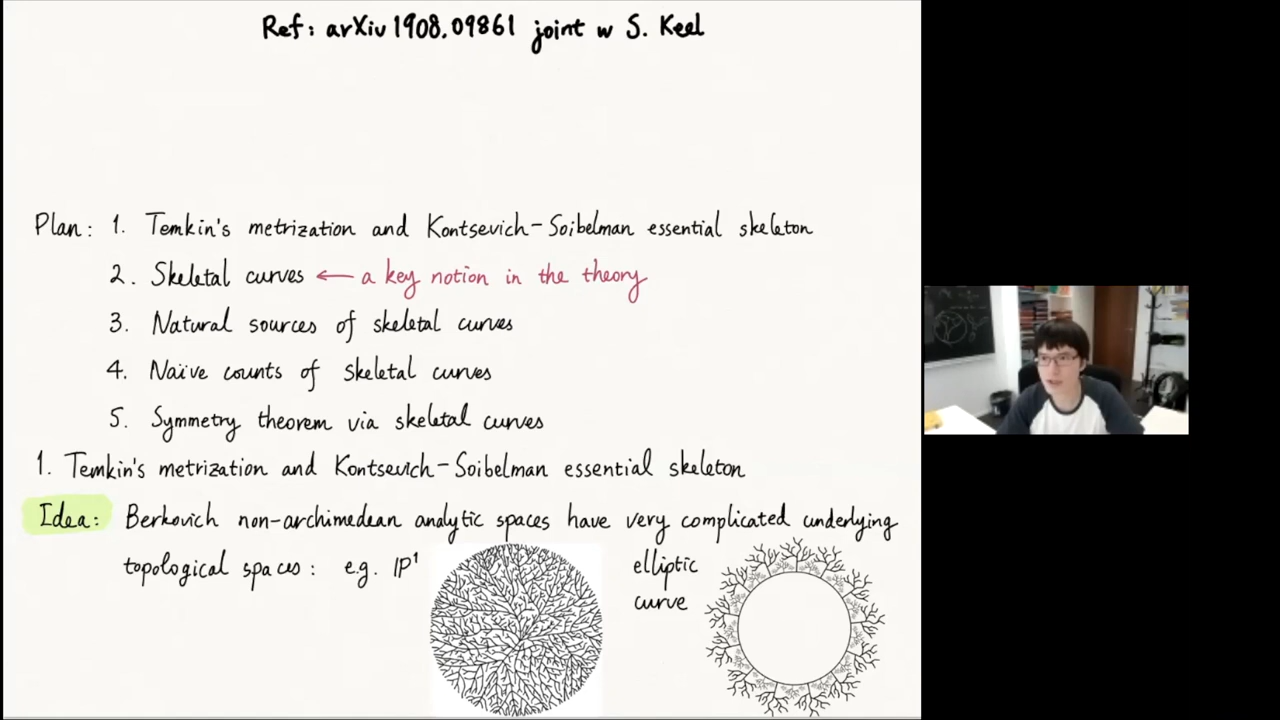 Ref: arXiv 1908.09861 joint w S. Keel
Plan: 1. Temkin's metrization and Kontsevich-Soibelman essential skeleton
2. Skeletal curves ← a key notion in the theory
3. Natural sources of skeletal curves
4. Naïve counts of skeletal curves
5. Symmetry theorem via skeletal curves
1. Temkin's metrization and Kontsevich-Soibelman essential skeleton
Idea: Berkovich non-archimedean analytic spaces have very complicated underlying
topological spaces: e.g. IP¹ elliptic
curve